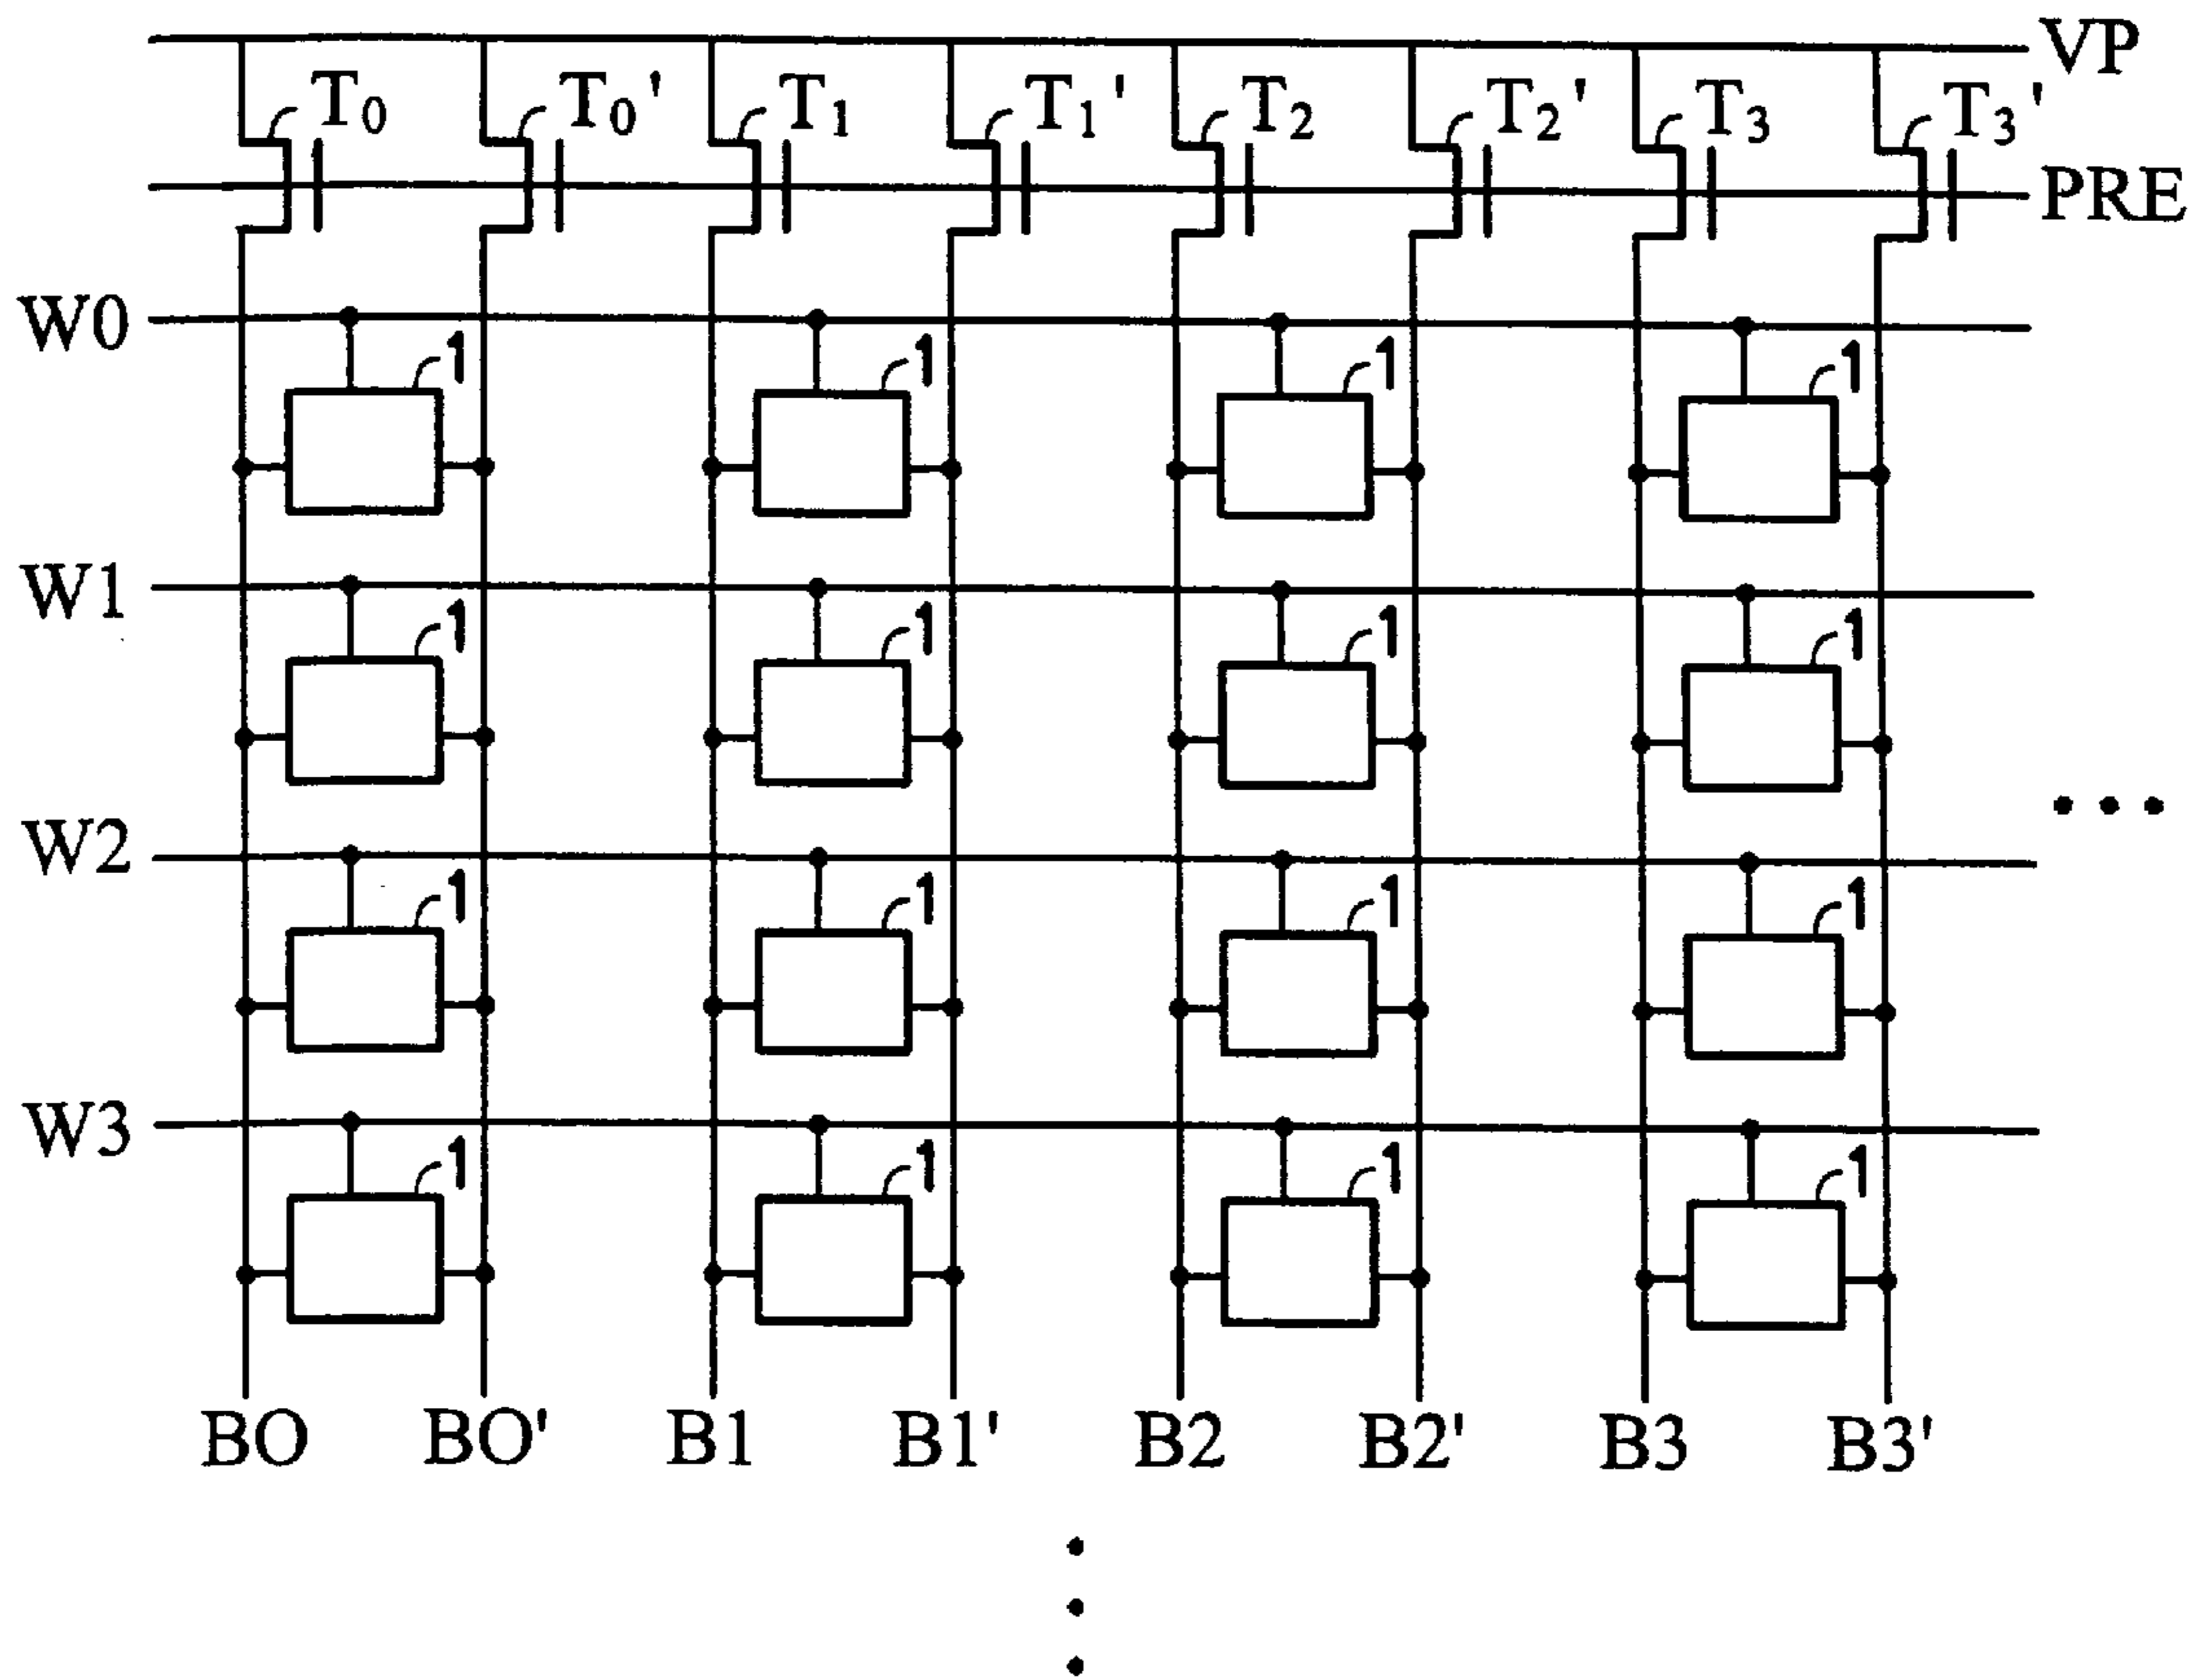 VP
T0 T0' T1 T1' T2 T2' T3 T3'
PRE
W0
1 1 1 1
W1
1 1 1 1
W2
1 1 1 1
W3
1 1 1 1
BO BO' B1 B1' B2 B2' B3 B3'